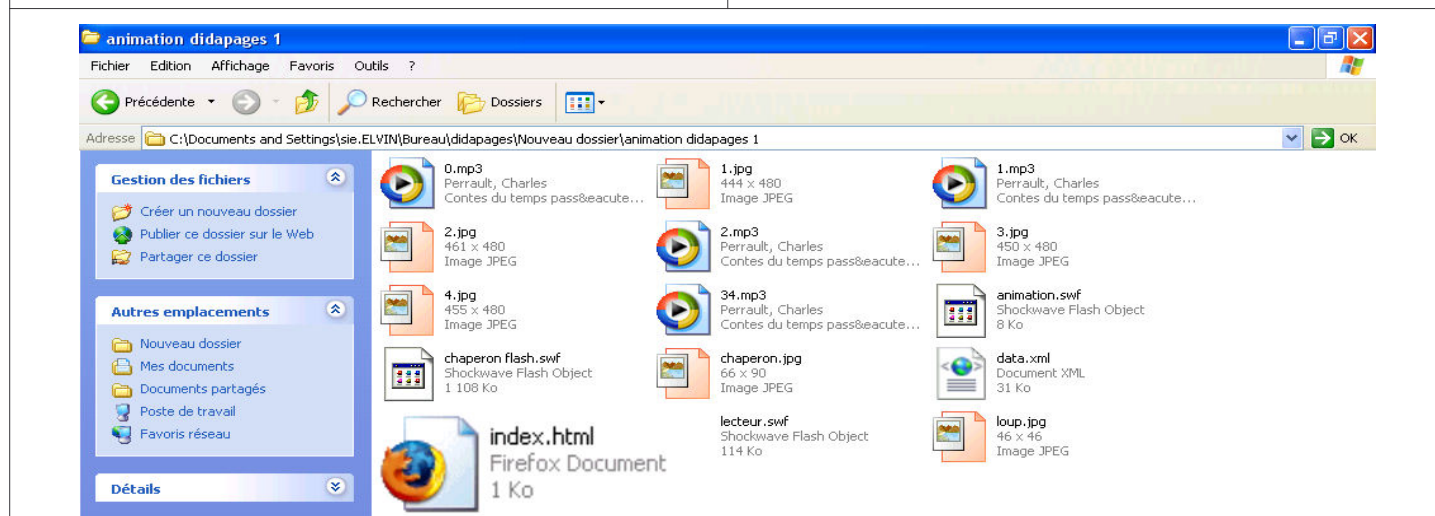 animation didapages 1
Fichier Edition Affichage Favoris Outils ?
Précédente Rechercher Dossiers
Adresse C:\Documents and Settings\sie.ELVIN\Bureau\didapages\Nouveau dossier\animation didapages 1 OK
Gestion des fichiers
Créer un nouveau dossier
Publier ce dossier sur le Web
Partager ce dossier
Autres emplacements
Nouveau dossier
Mes documents
Documents partagés
Poste de travail
Favoris réseau
Détails
0.mp3
Perrault, Charles
Contes du temps pass&eacute...
1.jpg
444 x 480
Image JPEG
1.mp3
Perrault, Charles
Contes du temps pass&eacute...
2.jpg
461 x 480
Image JPEG
2.mp3
Perrault, Charles
Contes du temps pass&eacute...
3.jpg
450 x 480
Image JPEG
4.jpg
455 x 480
Image JPEG
34.mp3
Perrault, Charles
Contes du temps pass&eacute...
animation.swf
Shockwave Flash Object
8 Ko
chaperon flash.swf
Shockwave Flash Object
1 108 Ko
chaperon.jpg
66 x 90
Image JPEG
data.xml
Document XML
31 Ko
index.html
Firefox Document
1 Ko
lecteur.swf
Shockwave Flash Object
114 Ko
loup.jpg
46 x 46
Image JPEG